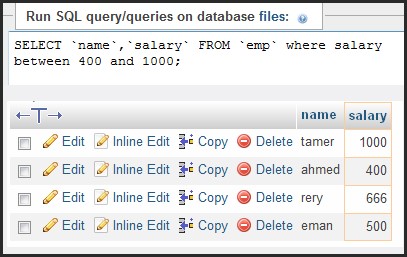 Run SQL query/queries on database files:
SELECT `name`,`salary` FROM `emp` where salary
between 400 and 1000;
name salary
Edit Inline Edit Copy Delete tamer 1000
Edit Inline Edit Copy Delete ahmed 400
Edit Inline Edit Copy Delete rery 666
Edit Inline Edit Copy Delete eman 500